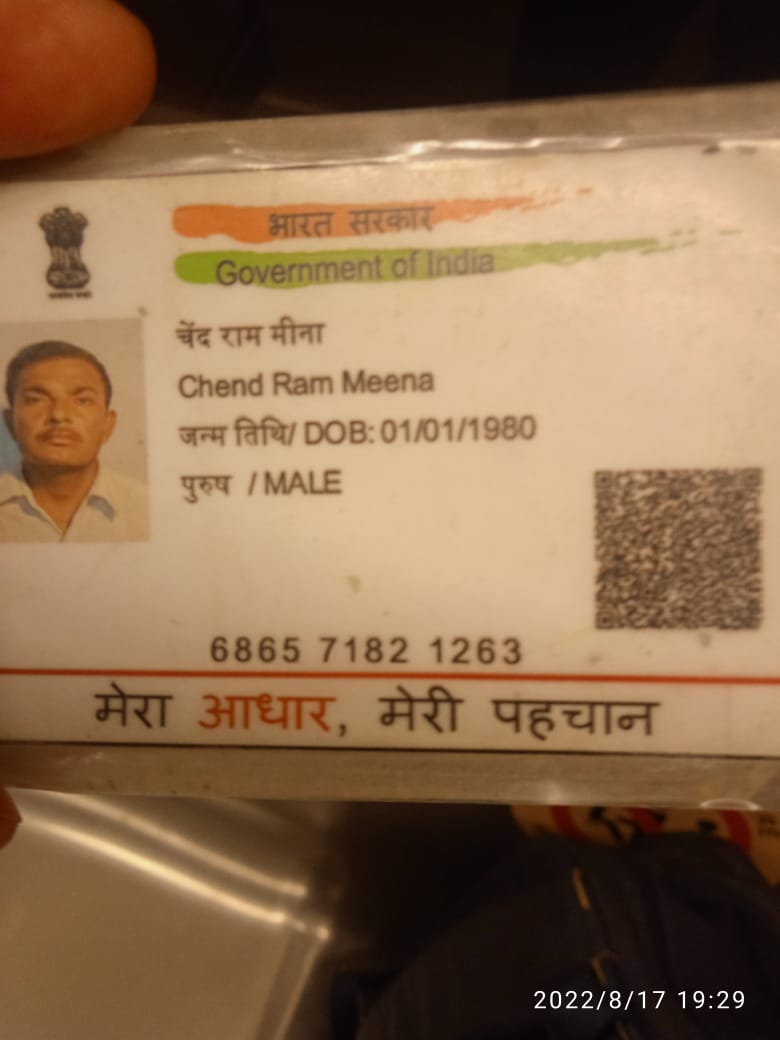 भारत सरकार
Government of India
चेंद राम मीना
Chend Ram Meena
जन्म तिथि/ DOB: 01/01/1980
पुरुष / MALE
6865 7182 1263
मेरा आधार, मेरी पहचान
2022/8/17 19:29